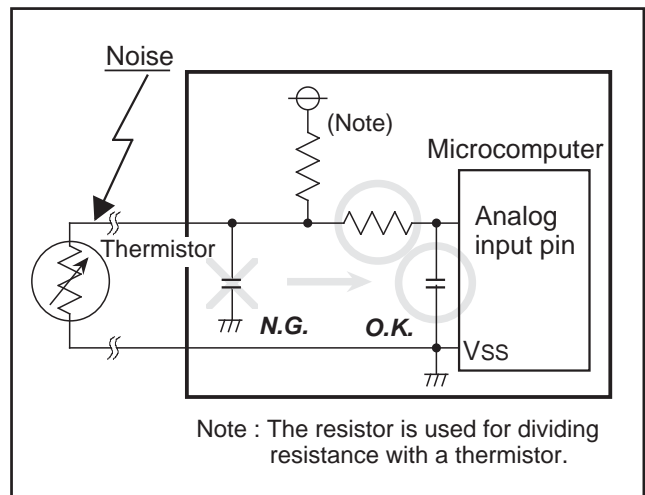 Noise
(Note)
Microcomputer
Analog
input pin
Thermistor
N.G.
O.K.
VSS
Note : The resistor is used for dividing
resistance with a thermistor.